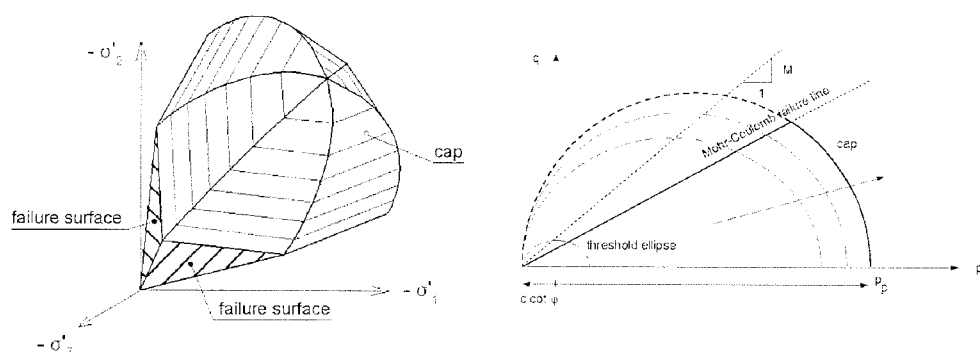 - σ'₂
cap
failure surface
failure surface
- σ'₁
- σ'₃
q
M
1
Mohr-Coulomb failure line
cap
threshold ellipse
p
c cot φ
pₚ